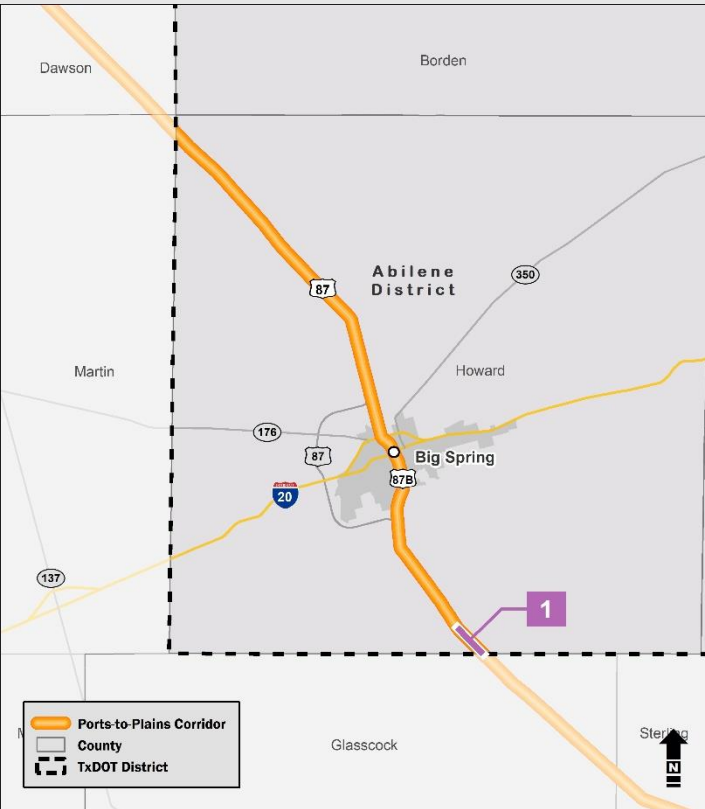 Dawson
Borden
Abilene
District
350
87
Martin
Howard
176
87
Big Spring
87B
20
137
1
Ports-to-Plains Corridor
County
TxDOT District
M
Glasscock
Sterling
N